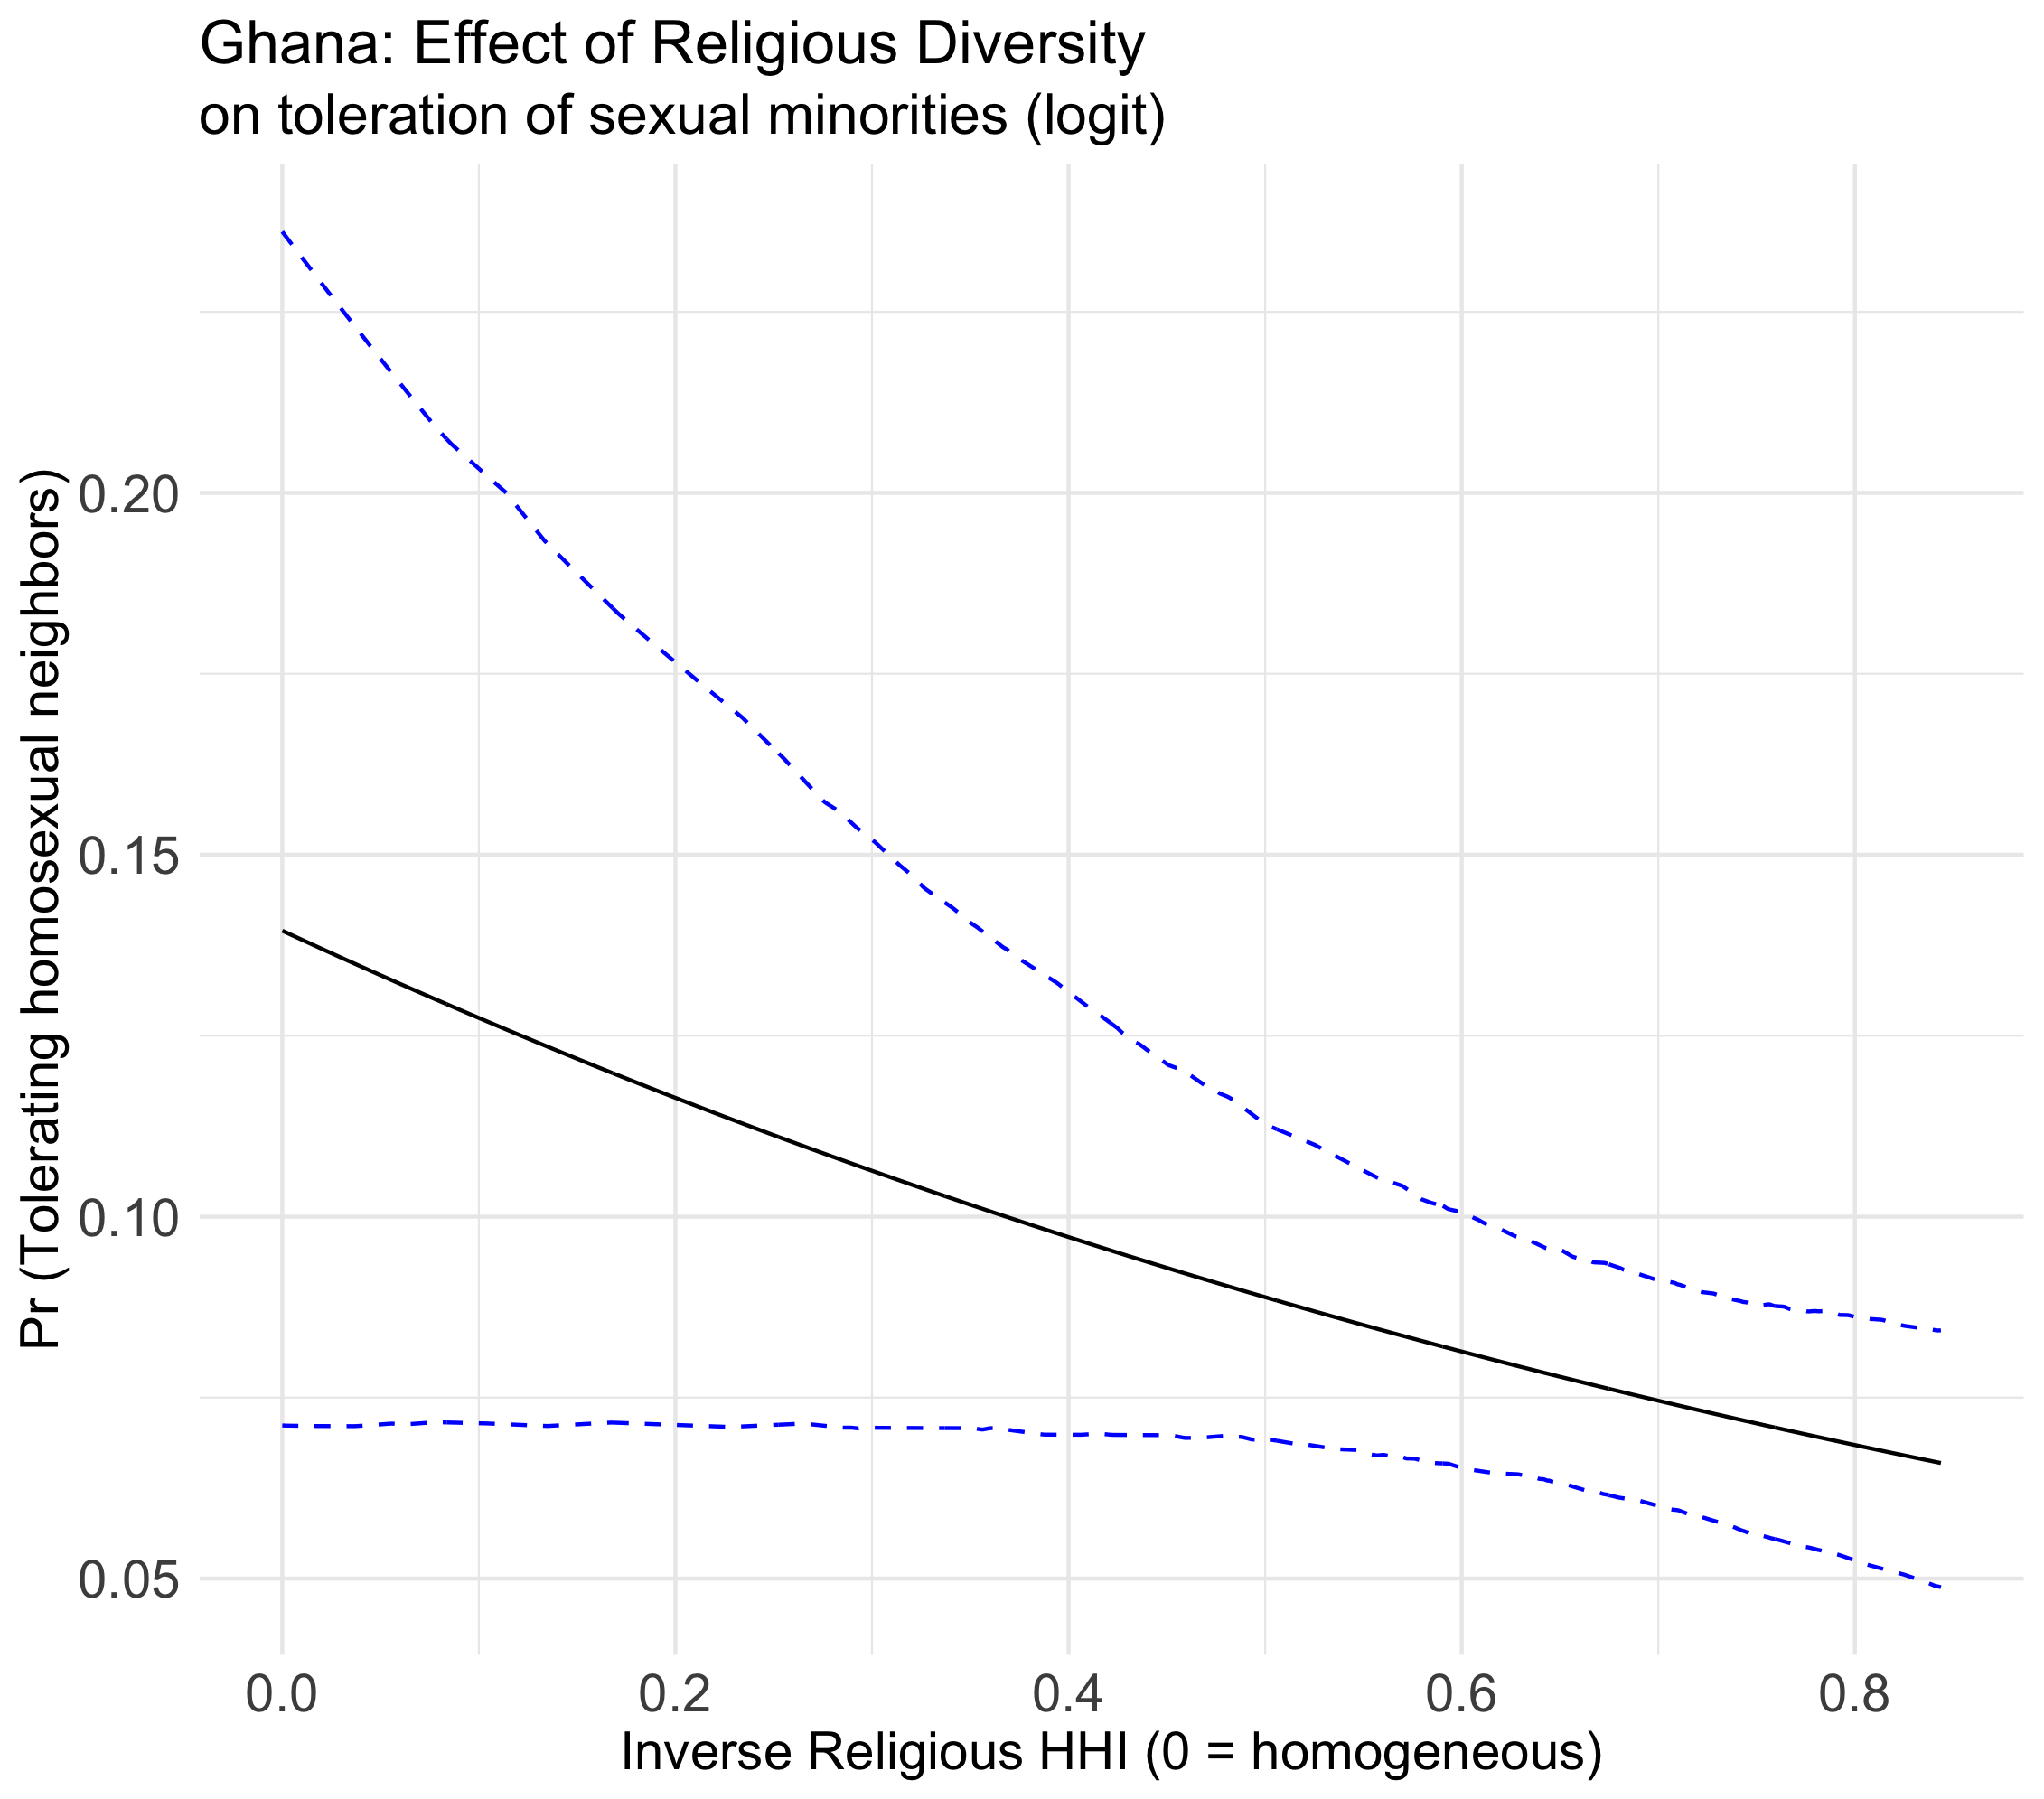 Ghana: Effect of Religious Diversity
on toleration of sexual minorities (logit)
Pr (Tolerating homosexual neighbors)
0.20
0.15
0.10
0.05
0.0
0.2
0.4
0.6
0.8
Inverse Religious HHI (0 = homogeneous)